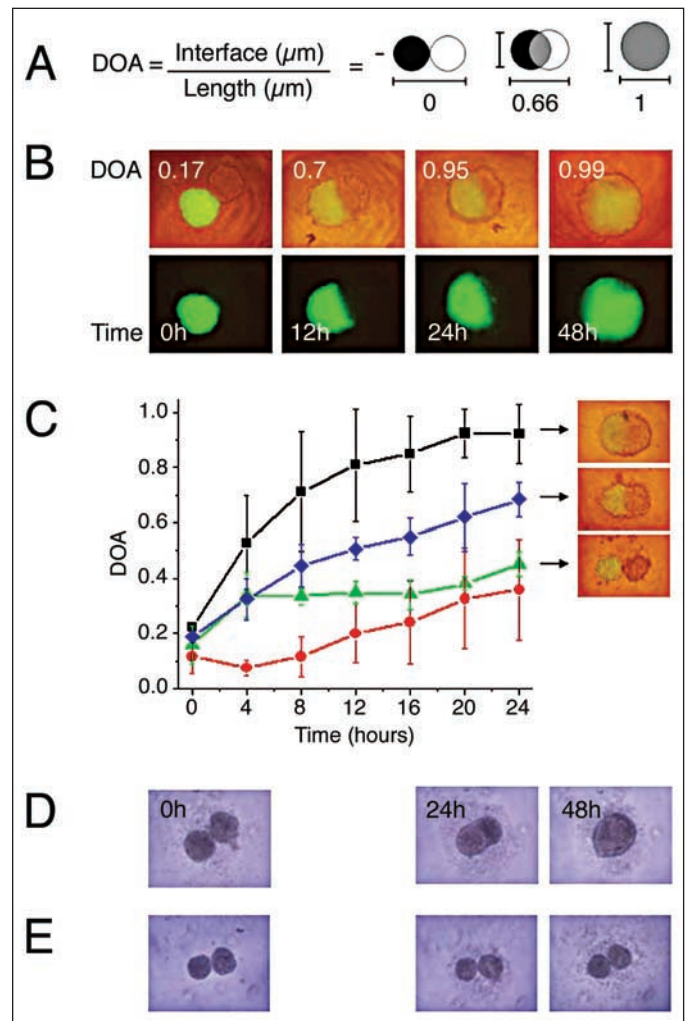 A
DOA = Interface (µm) / Length (µm) = -
0 0.66 1
B
DOA 0.17 0.7 0.95 0.99
Time 0h 12h 24h 48h
C
1.0
0.8
0.6
0.4
0.2
0.0
DOA
0 4 8 12 16 20 24
Time (hours)
D
0h 24h 48h
E